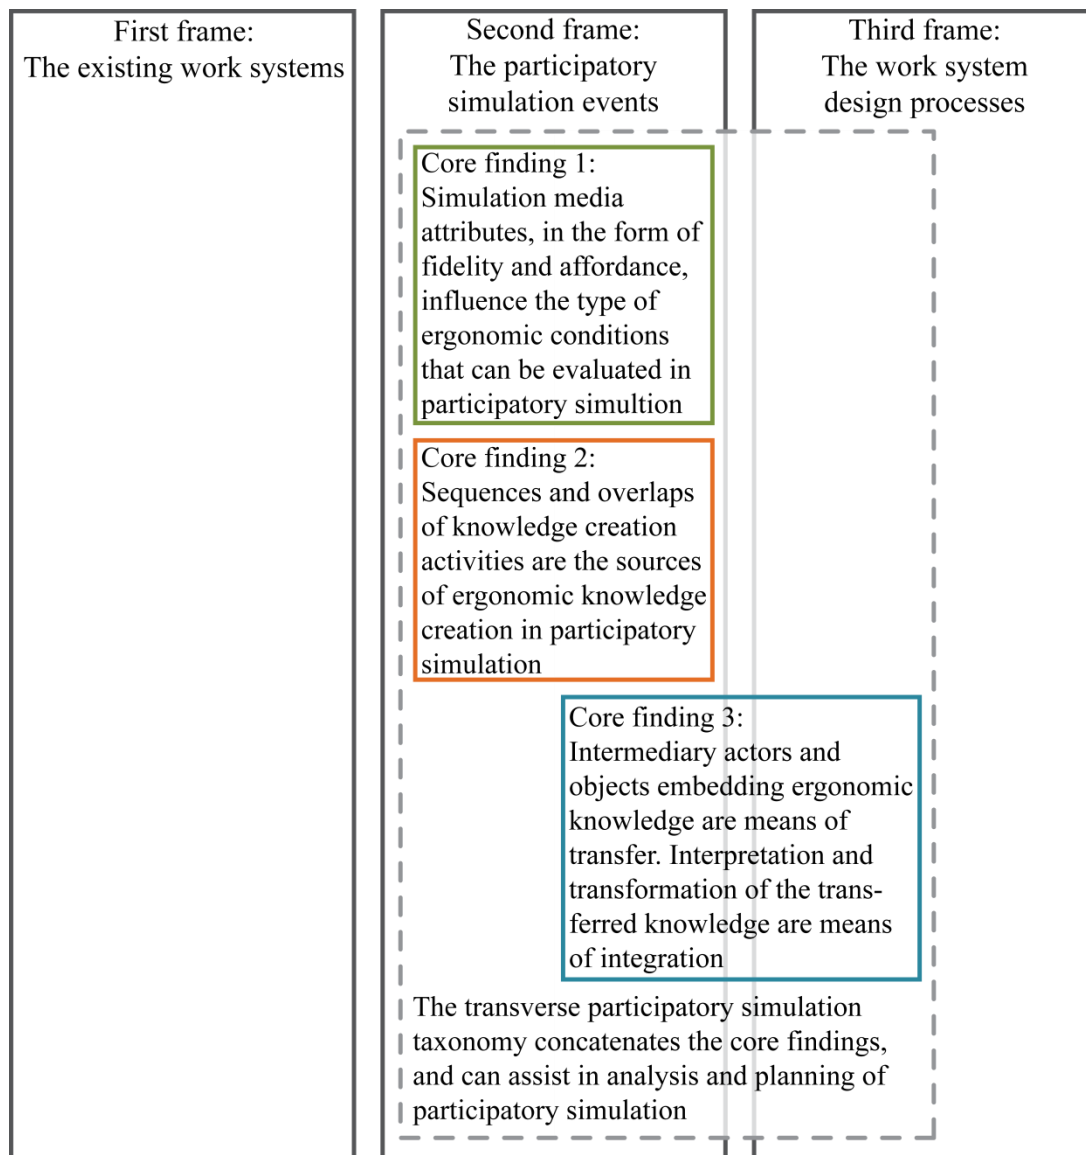 First frame:
The existing work systems
Second frame:
The participatory
simulation events
Third frame:
The work system
design processes
Core finding 1:
Simulation media
attributes, in the form of
fidelity and affordance,
influence the type of
ergonomic conditions
that can be evaluated in
participatory simultion
Core finding 2:
Sequences and overlaps
of knowledge creation
activities are the sources
of ergonomic knowledge
creation in participatory
simulation
Core finding 3:
Intermediary actors and
objects embedding ergonomic
knowledge are means of
transfer. Interpretation and
transformation of the trans-
ferred knowledge are means
of integration
The transverse participatory simulation
taxonomy concatenates the core findings,
and can assist in analysis and planning of
participatory simulation